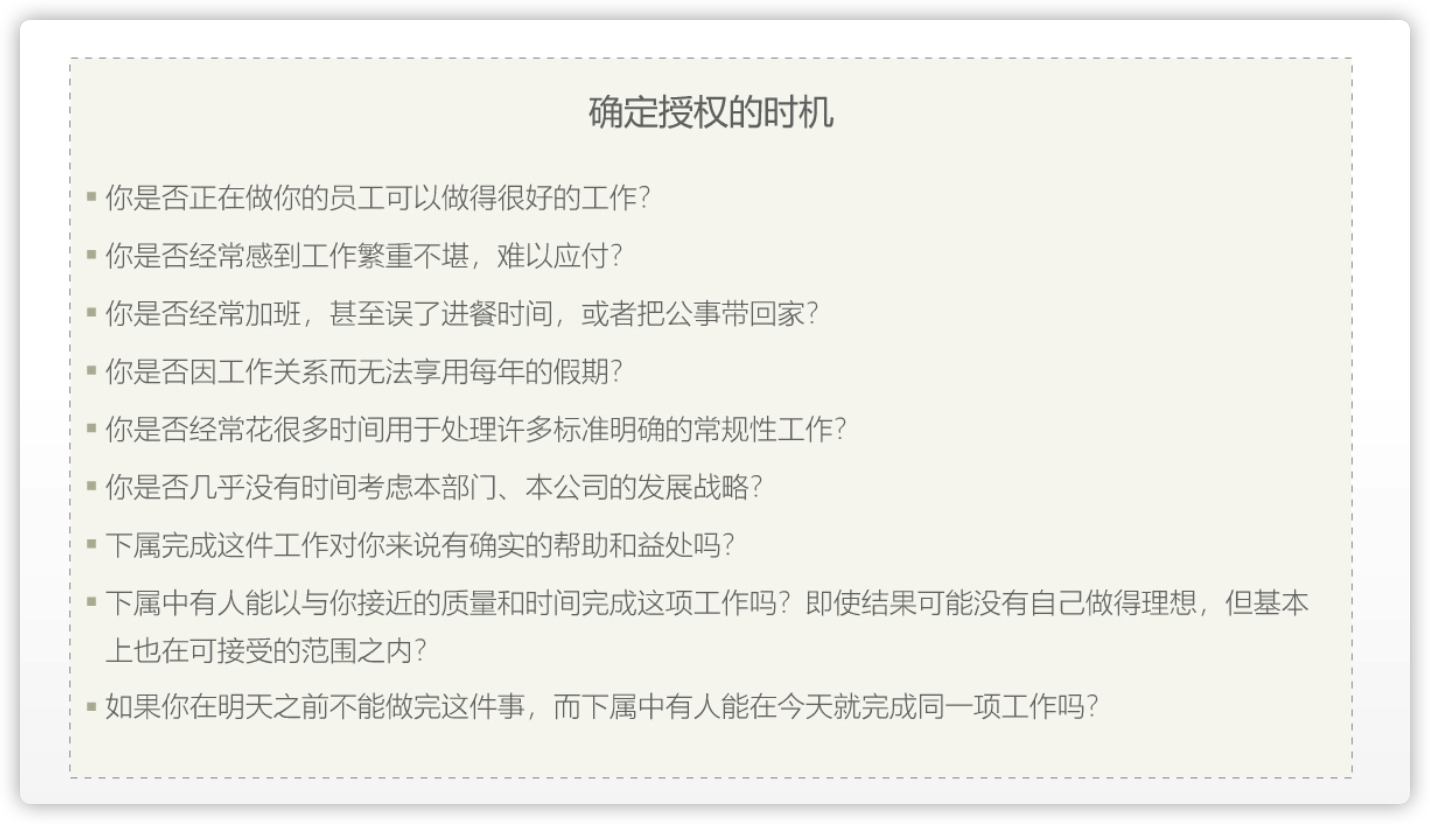 确定授权的时机
▪ 你是否正在做你的员工可以做得很好的工作?
▪ 你是否经常感到工作繁重不堪，难以应付?
▪ 你是否经常加班，甚至误了进餐时间，或者把公事带回家?
▪ 你是否因工作关系而无法享用每年的假期?
▪ 你是否经常花很多时间用于处理许多标准明确的常规性工作?
▪ 你是否几乎没有时间考虑本部门、本公司的发展战略?
▪ 下属完成这件工作对你来说有确实的帮助和益处吗?
▪ 下属中有人能以与你接近的质量和时间完成这项工作吗？即使结果可能没有自己做得理想，但基本
上也在可接受的范围之内?
▪ 如果你在明天之前不能做完这件事，而下属中有人能在今天就完成同一项工作吗?